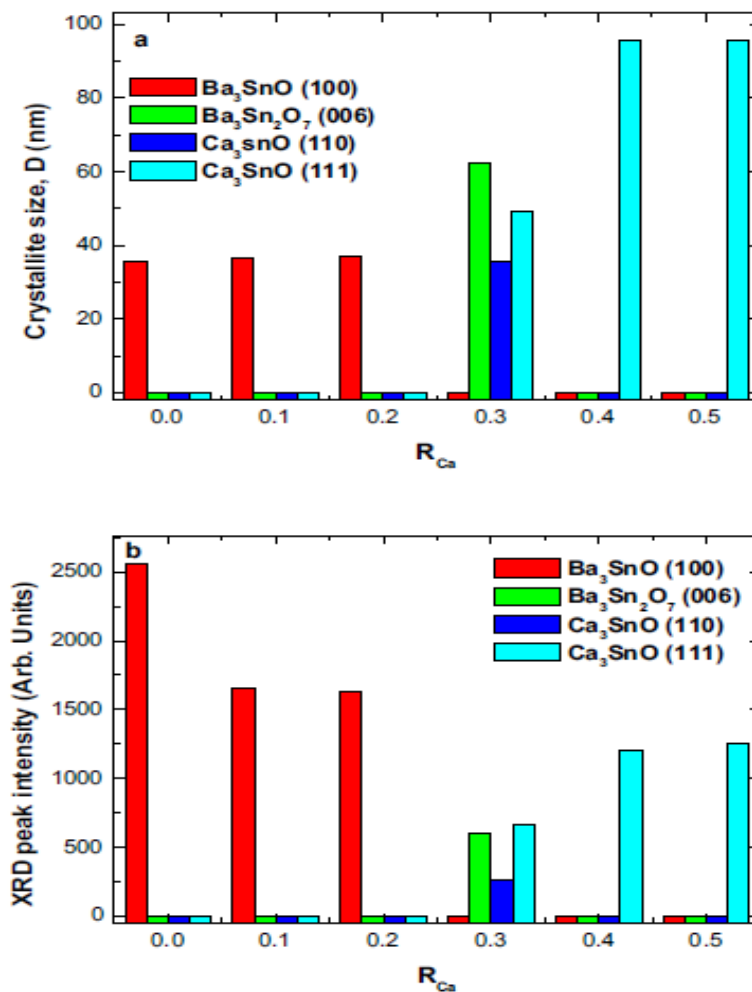 a
100
80
60
40
20
0
Crystallite size, D (nm)
Ba₃SnO (100)
Ba₃Sn₂O₇ (006)
Ca₃snO (110)
Ca₃SnO (111)
0.0 0.1 0.2 0.3 0.4 0.5
R_Ca
b
2500
2000
1500
1000
500
0
XRD peak intensity (Arb. Units)
Ba₃SnO (100)
Ba₃Sn₂O₇ (006)
Ca₃SnO (110)
Ca₃SnO (111)
0.0 0.1 0.2 0.3 0.4 0.5
R_Ca